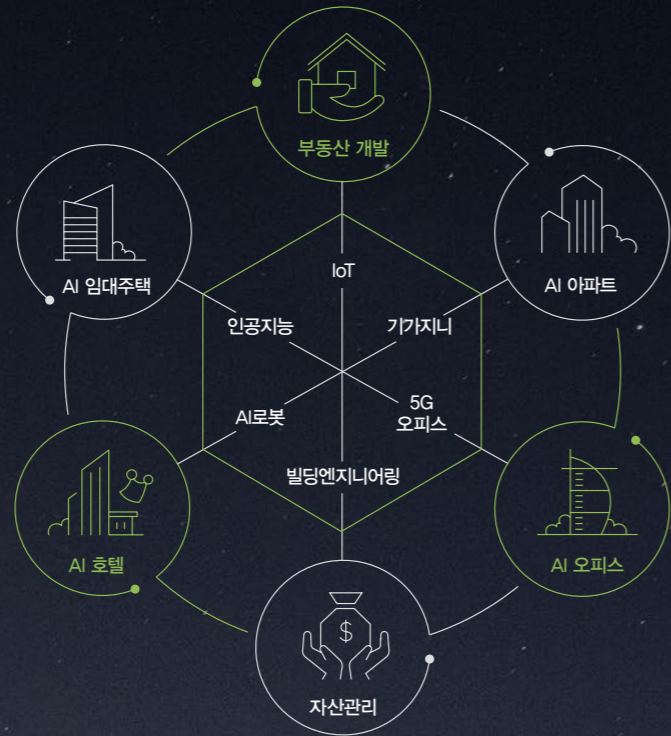 부동산 개발
AI 임대주택
AI 아파트
IoT
인공지능
기가지니
AI로봇
5G
오피스
빌딩엔지니어링
AI 호텔
AI 오피스
$
자산관리